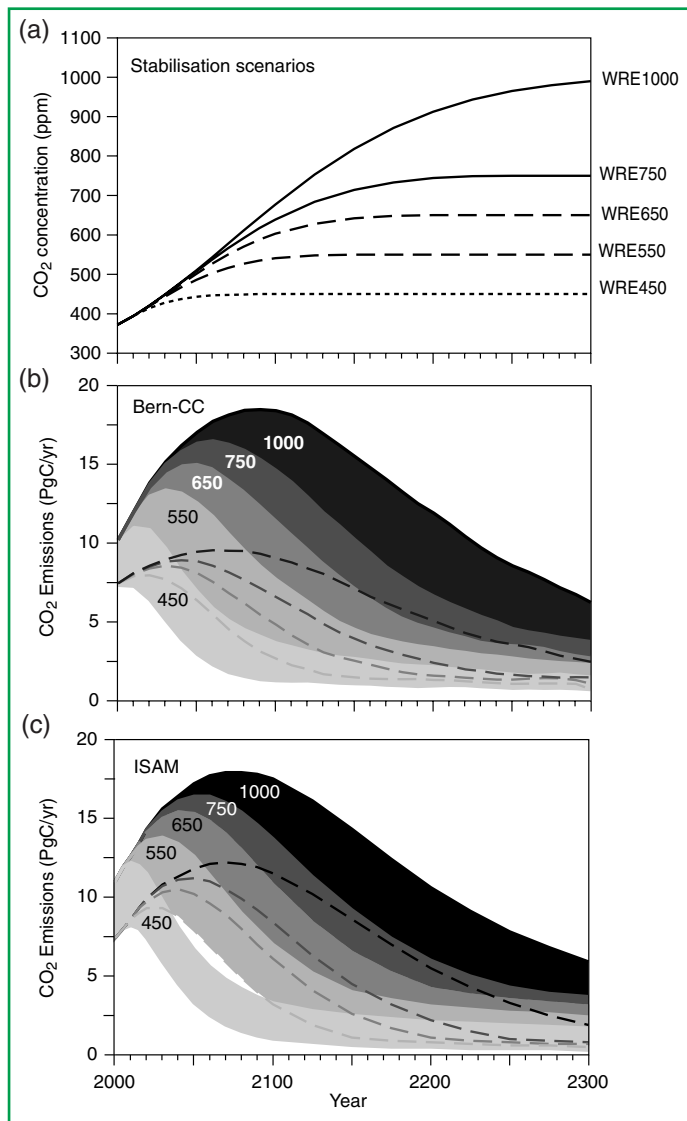 (a)
1100
1000
900
800
700
600
500
400
300
CO2 concentration (ppm)
Stabilisation scenarios
WRE1000
WRE750
WRE650
WRE550
WRE450
(b)
20
15
10
5
0
CO2 Emissions (PgC/yr)
Bern-CC
1000
750
650
550
450
(c)
20
15
10
5
0
CO2 Emissions (PgC/yr)
ISAM
1000
750
650
550
450
2000 2100 2200 2300
Year